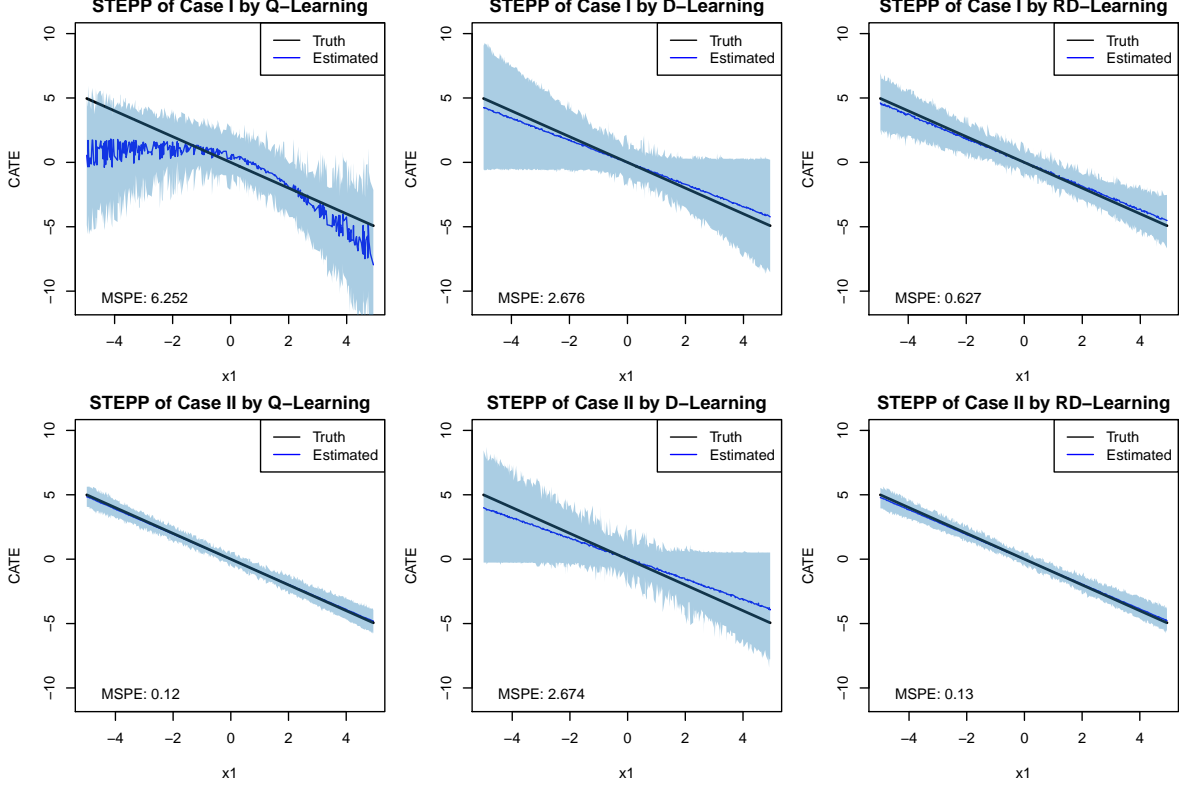 STEPP of Case I by Q−Learning
10
5
0
−5
−10
CATE
Truth
Estimated
MSPE: 6.252
−4
−2
0
2
4
x1
STEPP of Case I by D−Learning
10
5
0
−5
−10
CATE
Truth
Estimated
MSPE: 2.676
−4
−2
0
2
4
x1
STEPP of Case I by RD−Learning
10
5
0
−5
−10
CATE
Truth
Estimated
MSPE: 0.627
−4
−2
0
2
4
x1
STEPP of Case II by Q−Learning
10
5
0
−5
−10
CATE
Truth
Estimated
MSPE: 0.12
−4
−2
0
2
4
x1
STEPP of Case II by D−Learning
10
5
0
−5
−10
CATE
Truth
Estimated
MSPE: 2.674
−4
−2
0
2
4
x1
STEPP of Case II by RD−Learning
10
5
0
−5
−10
CATE
Truth
Estimated
MSPE: 0.13
−4
−2
0
2
4
x1